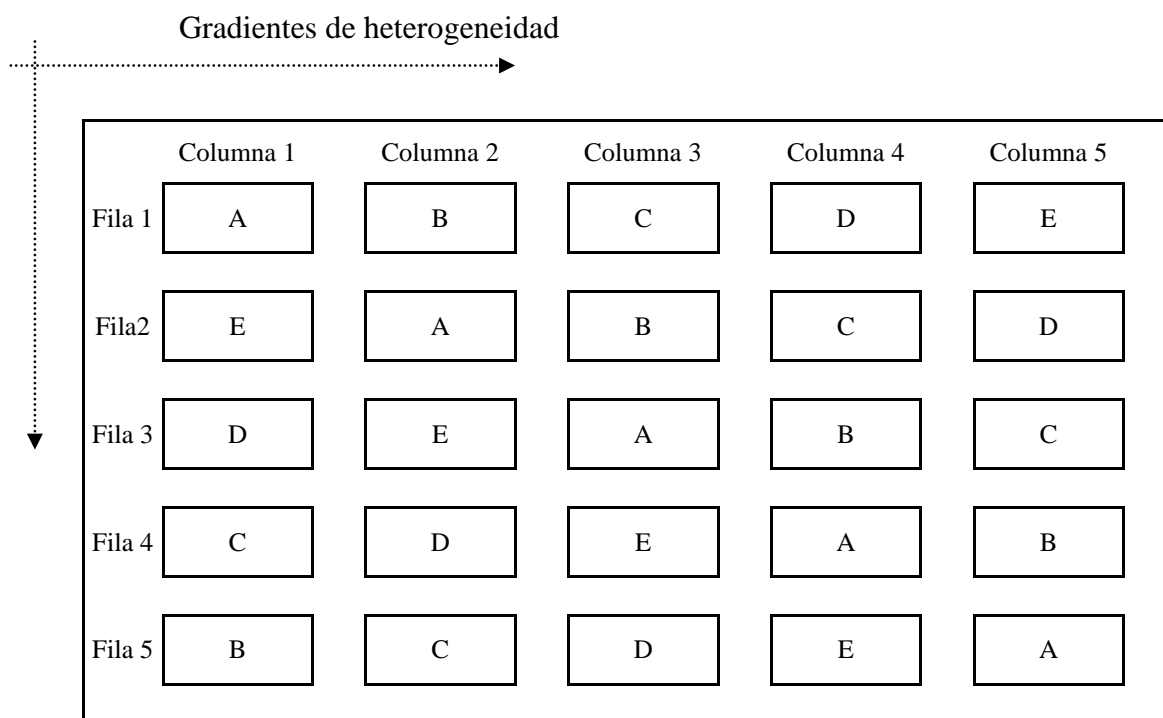 Gradientes de heterogeneidad
Columna 1 Columna 2 Columna 3 Columna 4 Columna 5
Fila 1 A B C D E
Fila2 E A B C D
Fila 3 D E A B C
Fila 4 C D E A B
Fila 5 B C D E A